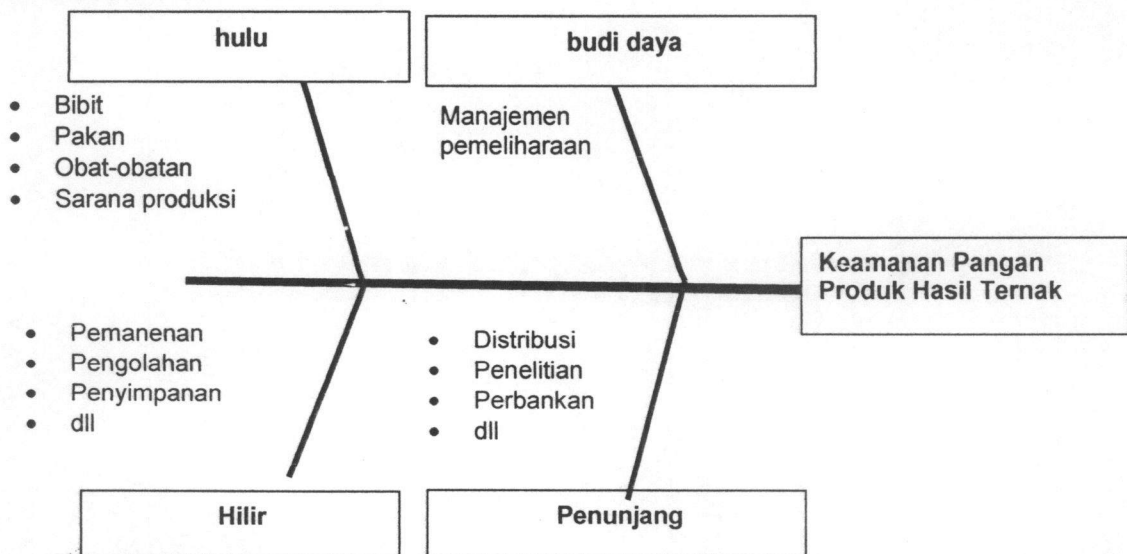 hulu
budi daya
• Bibit
• Pakan
• Obat-obatan
• Sarana produksi
Manajemen
pemeliharaan
Keamanan Pangan
Produk Hasil Ternak
• Pemanenan
• Pengolahan
• Penyimpanan
• dll
• Distribusi
• Penelitian
• Perbankan
• dll
Hilir
Penunjang